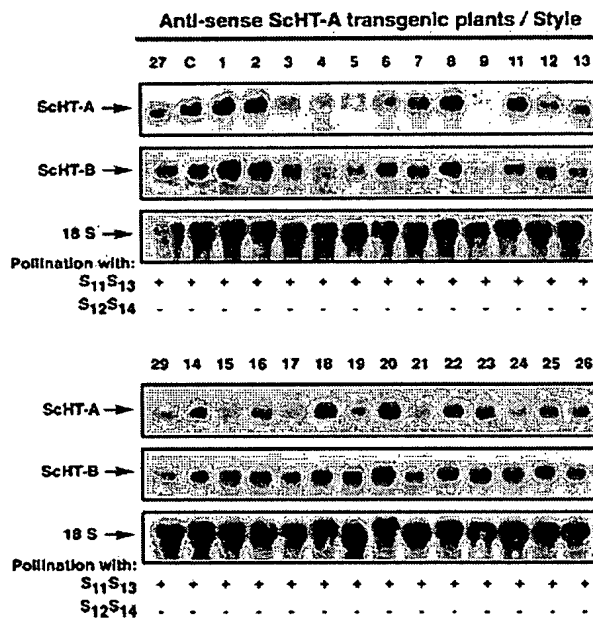 Anti-sense ScHT-A transgenic plants / Style
27 C 1 2 3 4 5 6 7 8 9 11 12 13
ScHT-A →
ScHT-B →
18 S →
Pollination with:
S11S13 + + + + + + + + + + + + + +
S12S14 - - - - - - - - - - - - - -
29 14 15 16 17 18 19 20 21 22 23 24 25 26
ScHT-A →
ScHT-B →
18 S →
Pollination with:
S11S13 + + + + + + + + + + + + + +
S12S14 - - - - - - - - - - - - - -